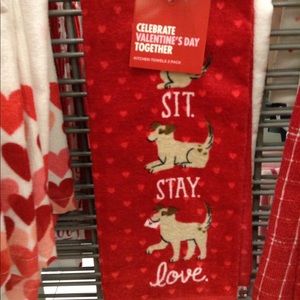 CELEBRATE
VALENTINE'S DAY
TOGETHER
KITCHEN TOWELS 2 PACK
SIT.
STAY.
love.